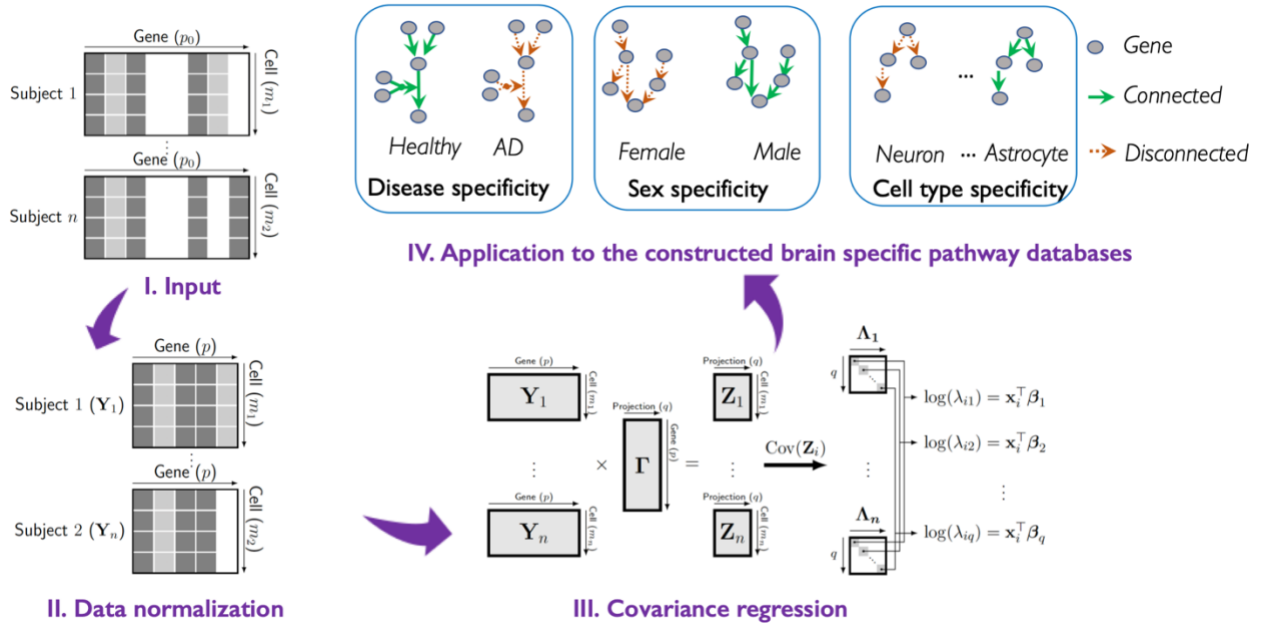 Gene (p₀)
Cell (m₁)
Subject 1
⋮
Gene (p₀)
Cell (m₂)
Subject n
I. Input
Gene (p)
Cell (m₁)
Subject 1 (Y₁)
⋮
Gene (p)
Cell (m₂)
Subject 2 (Yₙ)
II. Data normalization
Healthy
AD
Disease specificity
Female
Male
Sex specificity
...
Neuron
...
Astrocyte
Cell type specificity
Gene
Connected
Disconnected
IV. Application to the constructed brain specific pathway databases
Gene (p)
Cell (m₁)
Y₁
⋮
Gene (p)
Cell (mₙ)
Yₙ
×
Projection (q)
Gene (p)
Γ
=
Projection (q)
Cell (m₁)
Z₁
⋮
Projection (q)
Cell (mₙ)
Zₙ
Cov(Zᵢ)
Λ₁
q
⋮
Λₙ
q
log(λᵢ₁) = xᵢ⊤β₁
log(λᵢ₂) = xᵢ⊤β₂
⋮
log(λᵢq) = xᵢ⊤βq
III. Covariance regression